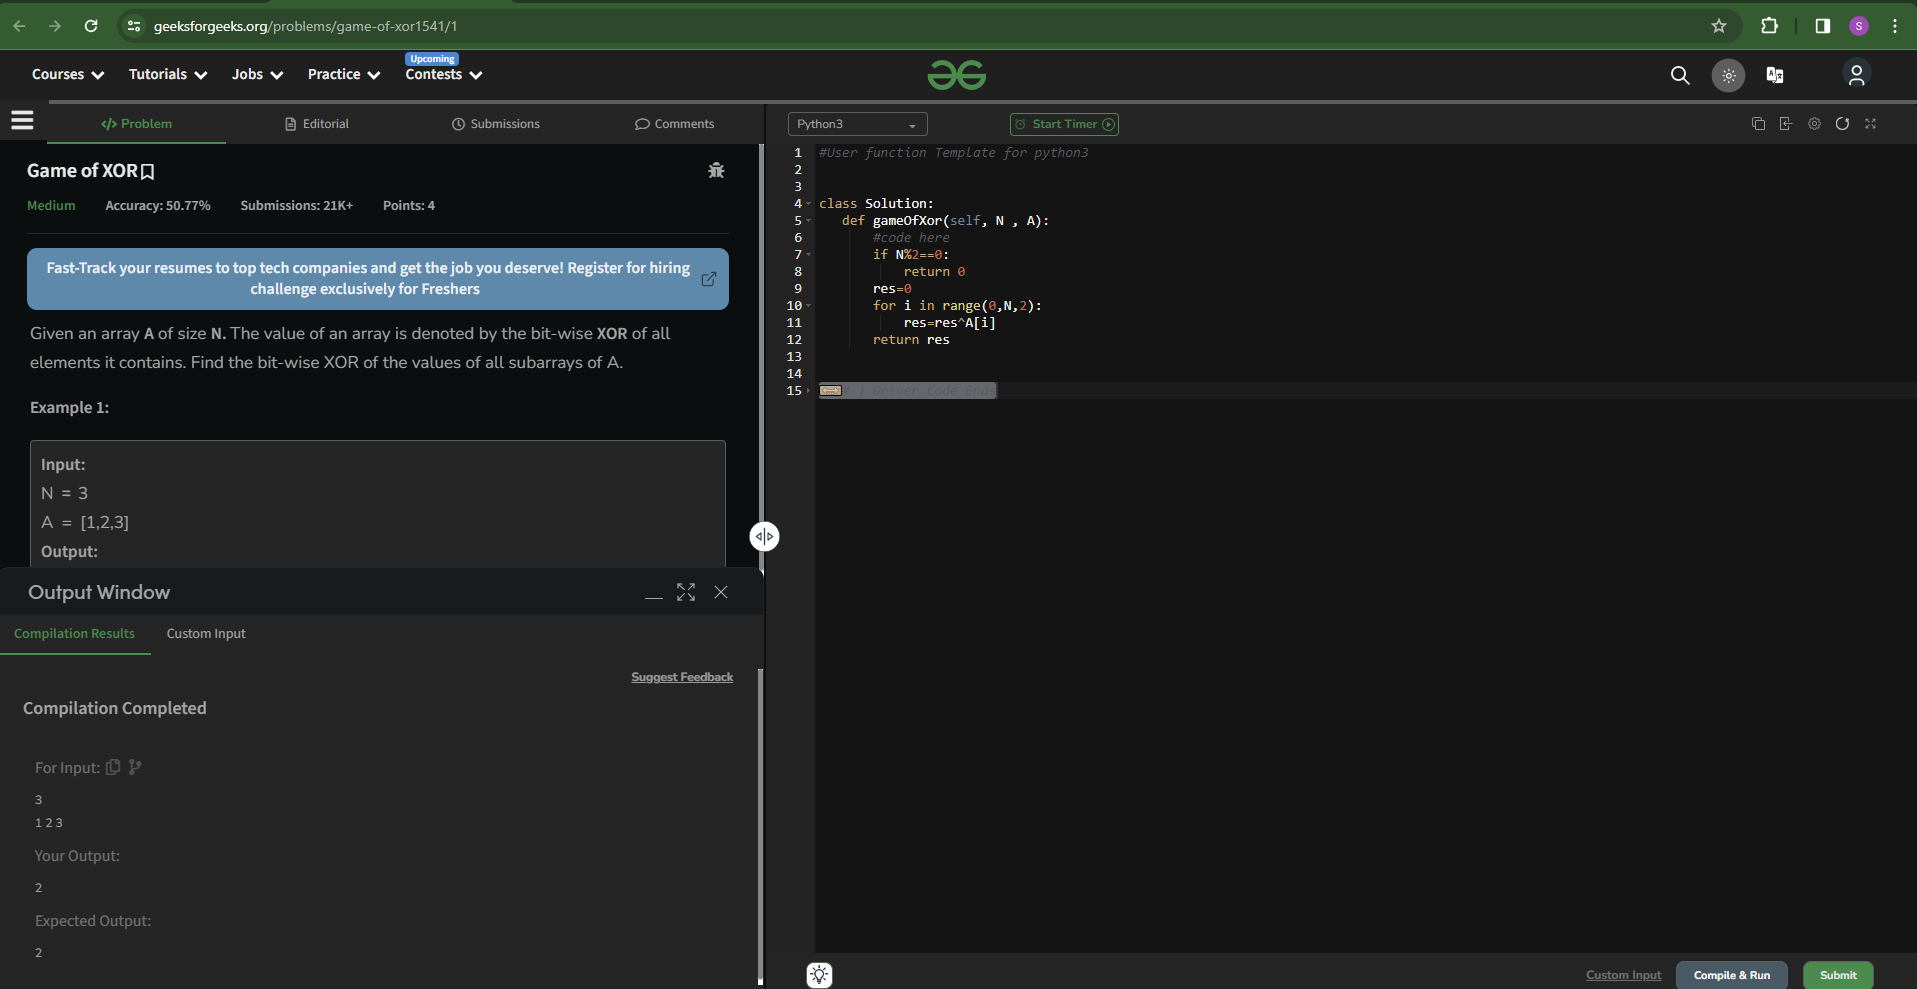 geeksforgeeks.org/problems/game-of-xor1541/1
S
Courses
Tutorials
Jobs
Practice
Upcoming
Contests
Problem
Editorial
Submissions
Comments
Game of XOR
Medium
Accuracy: 50.77%
Submissions: 21K+
Points: 4
Fast-Track your resumes to top tech companies and get the job you deserve! Register for hiring
challenge exclusively for Freshers
Given an array A of size N. The value of an array is denoted by the bit-wise XOR of all
elements it contains. Find the bit-wise XOR of the values of all subarrays of A.
Example 1:
Input:
N = 3
A = [1,2,3]
Output:
Output Window
Compilation Results
Custom Input
Suggest Feedback
Compilation Completed
For Input:
3
1 2 3
Your Output:
2
Expected Output:
2
Python3
Start Timer
1 #User function Template for python3
2
3
4 class Solution:
5 def gameOfXor(self, N , A):
6 #code here
7 if N%2==0:
8 return 0
9 res=0
10 for i in range(0,N,2):
11 res=res^A[i]
12 return res
13
14
15 } Driver Code Ends
Custom Input
Compile & Run
Submit